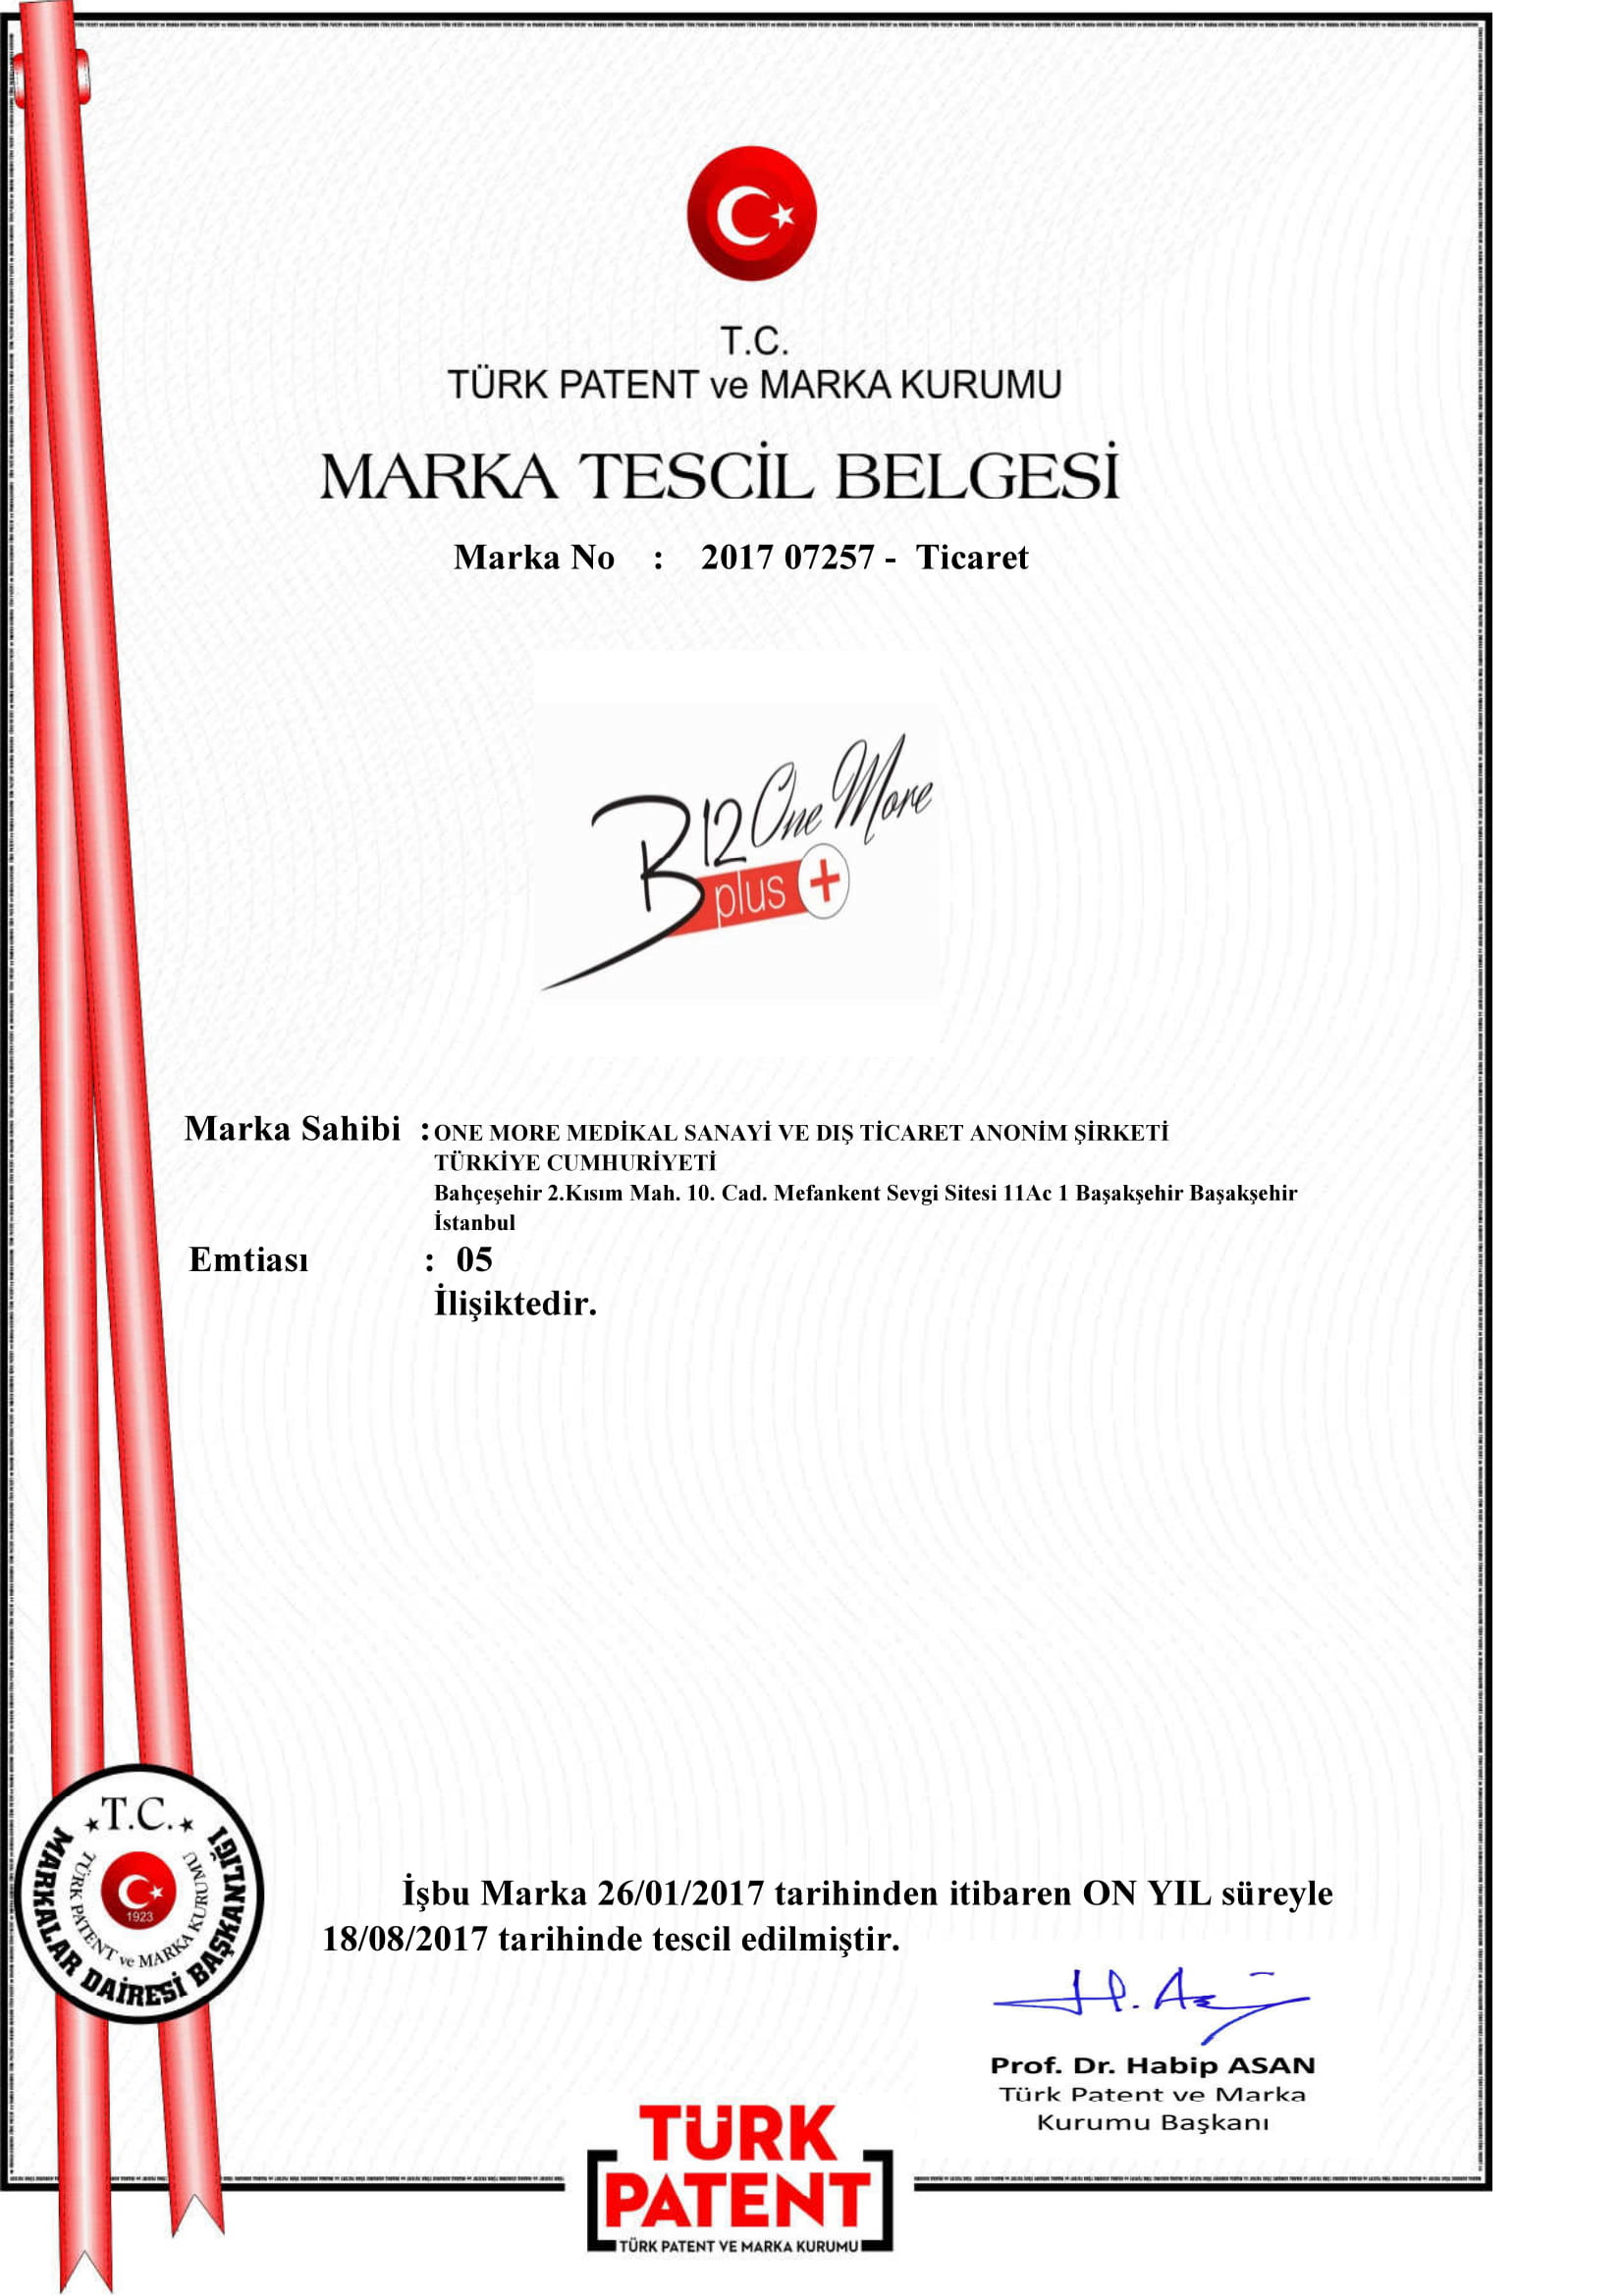 T.C.
TÜRK PATENT ve MARKA KURUMU
MARKA TESCİL BELGESİ
Marka No : 2017 07257 - Ticaret
B12 One More
plus +
Marka Sahibi : ONE MORE MEDİKAL SANAYİ VE DIŞ TİCARET ANONİM ŞİRKETİ
TÜRKİYE CUMHURİYETİ
Bahçeşehir 2.Kısım Mah. 10. Cad. Mefankent Sevgi Sitesi 11Ac 1 Başakşehir Başakşehir
İstanbul
Emtiası : 05
İlişiktedir.
T.C.
TÜRK PATENT ve MARKA KURUMU
1923
MARKALAR DAİRESİ BAŞKANLIĞI
İşbu Marka 26/01/2017 tarihinden itibaren ON YIL süreyle
18/08/2017 tarihinde tescil edilmiştir.
H. Asan
Prof. Dr. Habip ASAN
Türk Patent ve Marka
Kurumu Başkanı
TÜRK
PATENT
TÜRK PATENT VE MARKA KURUMU